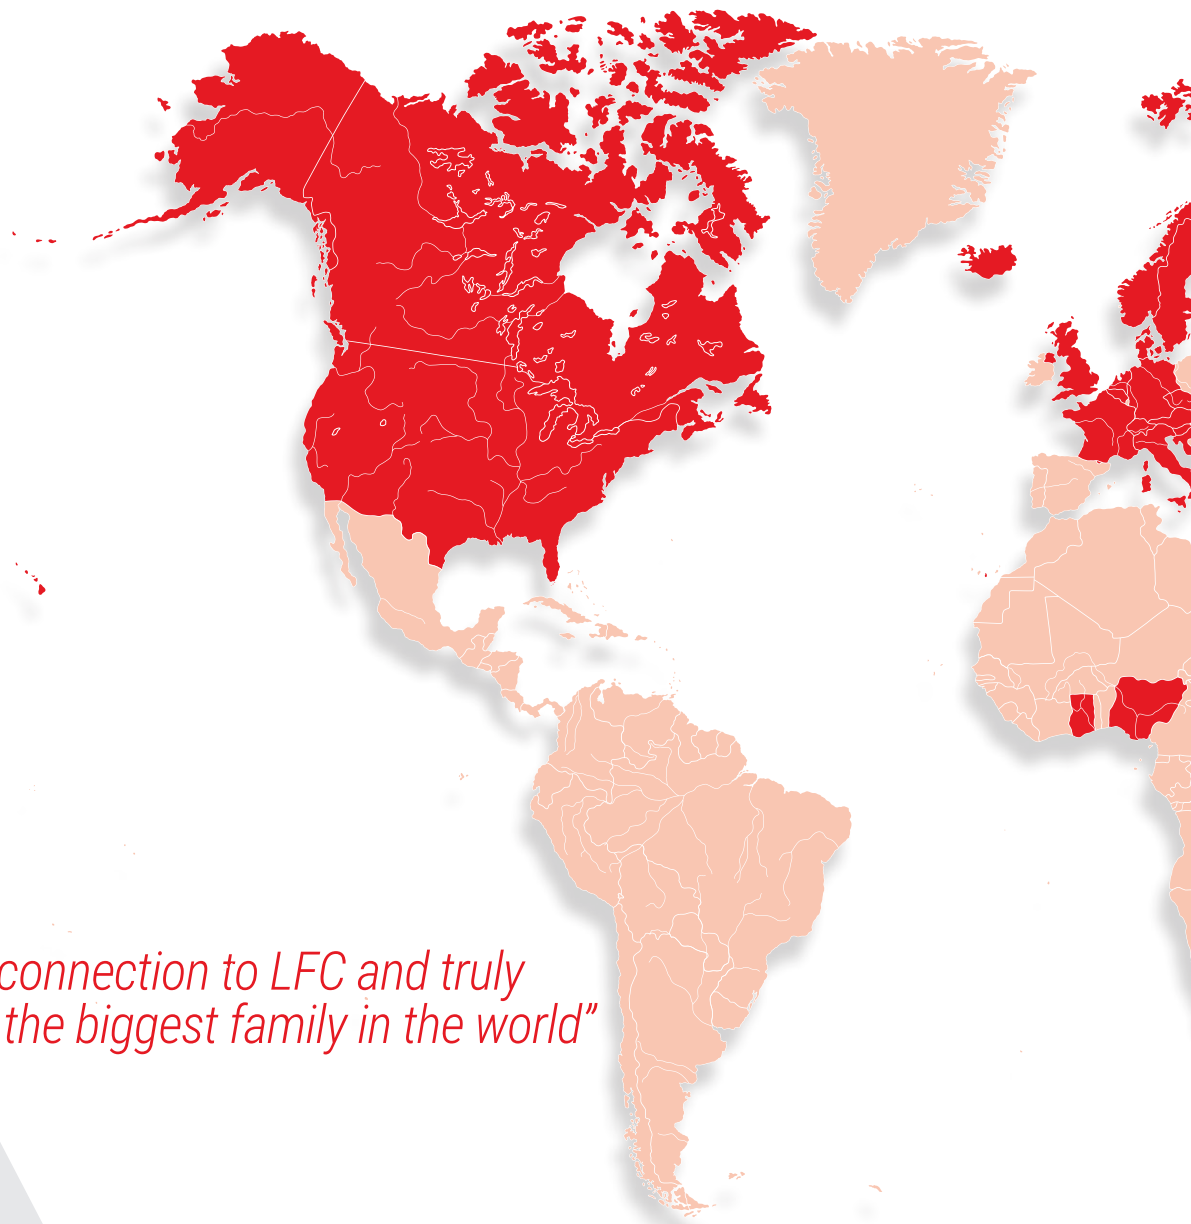 connection to LFC and truly
the biggest family in the world”